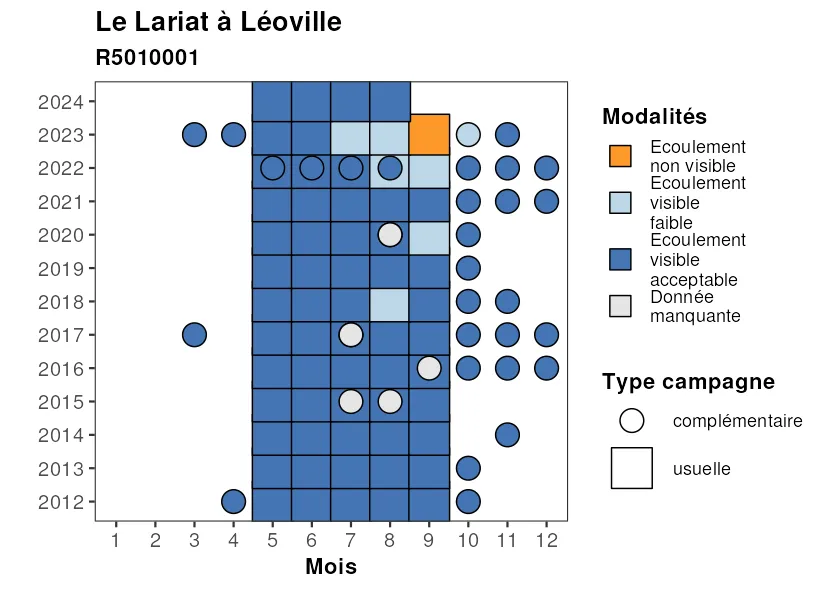 Le Lariat à Léoville
R5010001
2024
2023
2022
2021
2020
2019
2018
2017
2016
2015
2014
2013
2012
1 2 3 4 5 6 7 8 9 10 11 12
Mois
Modalités
Ecoulement
non visible
Ecoulement
visible
faible
Ecoulement
visible
acceptable
Donnée
manquante
Type campagne
complémentaire
usuelle